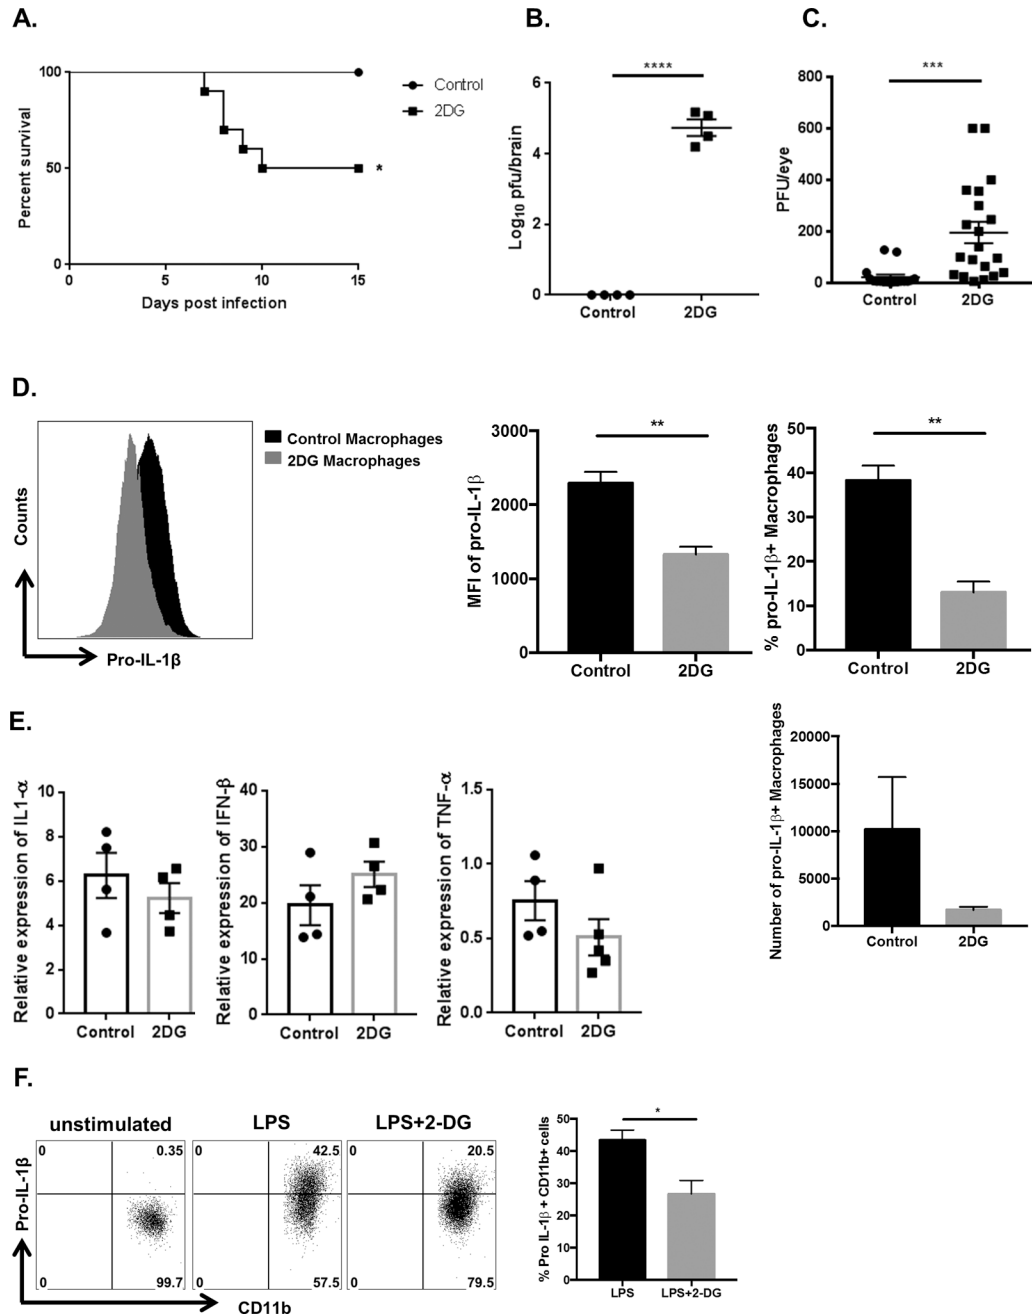 A.
100
50
0
0
5
10
15
Percent survival
Days post infection
Control
2DG
*
B.
****
6
4
2
0
Log10 pfu/brain
Control
2DG
C.
***
800
600
400
200
0
PFU/eye
Control
2DG
D.
Counts
Pro-IL-1β
Control Macrophages
2DG Macrophages
**
3000
2000
1000
0
MFI of pro-IL-1β
Control
2DG
**
50
40
30
20
10
0
% pro-IL-1β+ Macrophages
Control
2DG
20000
15000
10000
5000
0
Number of pro-IL-1β+ Macrophages
Control
2DG
E.
10
8
6
4
2
0
Relative expression of IL1-α
Control
2DG
40
30
20
10
0
Relative expression of IFN-β
Control
2DG
1.5
1.0
0.5
0.0
Relative expression of TNF-α
Control
2DG
F.
unstimulated
LPS
LPS+2-DG
0
0.35
0
99.7
0
42.5
0
57.5
0
20.5
0
79.5
Pro-IL-1β
CD11b
*
50
40
30
20
10
0
% Pro IL-1β + CD11b+ cells
LPS
LPS+2-DG